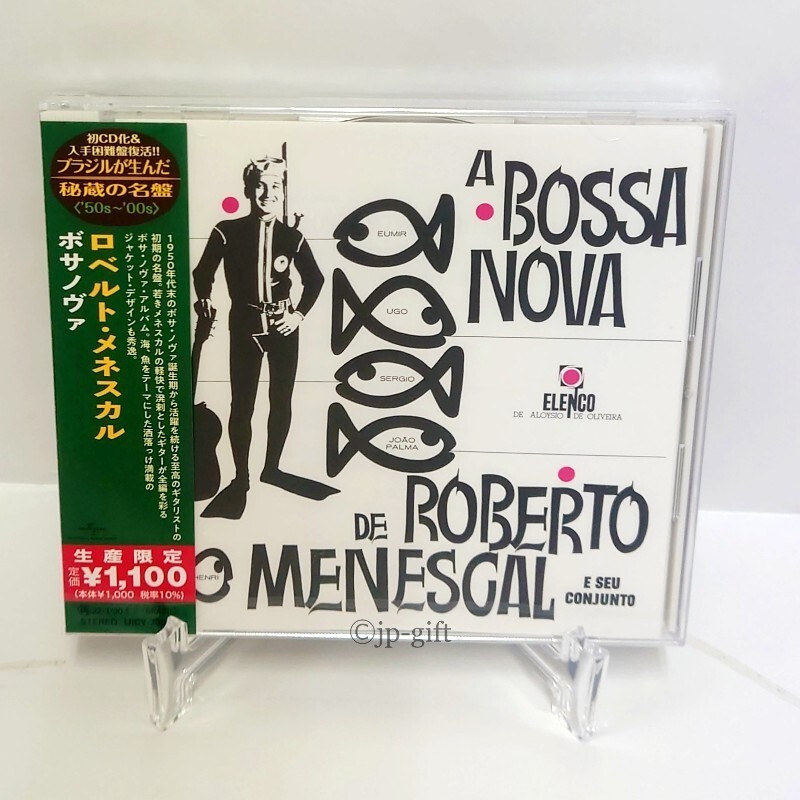 初CD化&
入手困難盤復活!!
ブラジルが生んだ
秘蔵の名盤
〈'50s~'00s〉
ロベルト・メネスカル
ボサノヴァ
1950年代末のボサ・ノヴァ誕生期から活躍を続ける至高のギタリストの
初期の名盤。若きメネスカルの軽快で溌剌としたギターが全編を彩る
ボサ・ノヴァ・アルバム。海、魚をテーマにした洒落っけ満載の
ジャケット・デザインも秀逸。
生産限定
定価 ¥1,100
(本体¥1,000 税率10%)
STEREO
A BOSSA
NOVA
EUMIR
UGO
SERGIO
JOÃO
PALMA
HENRI
ELENCO
DE ALOYSIO DE OLIVEIRA
DE ROBERTO
MENESCAL
E SEU
CONJUNTO
©jp-gift